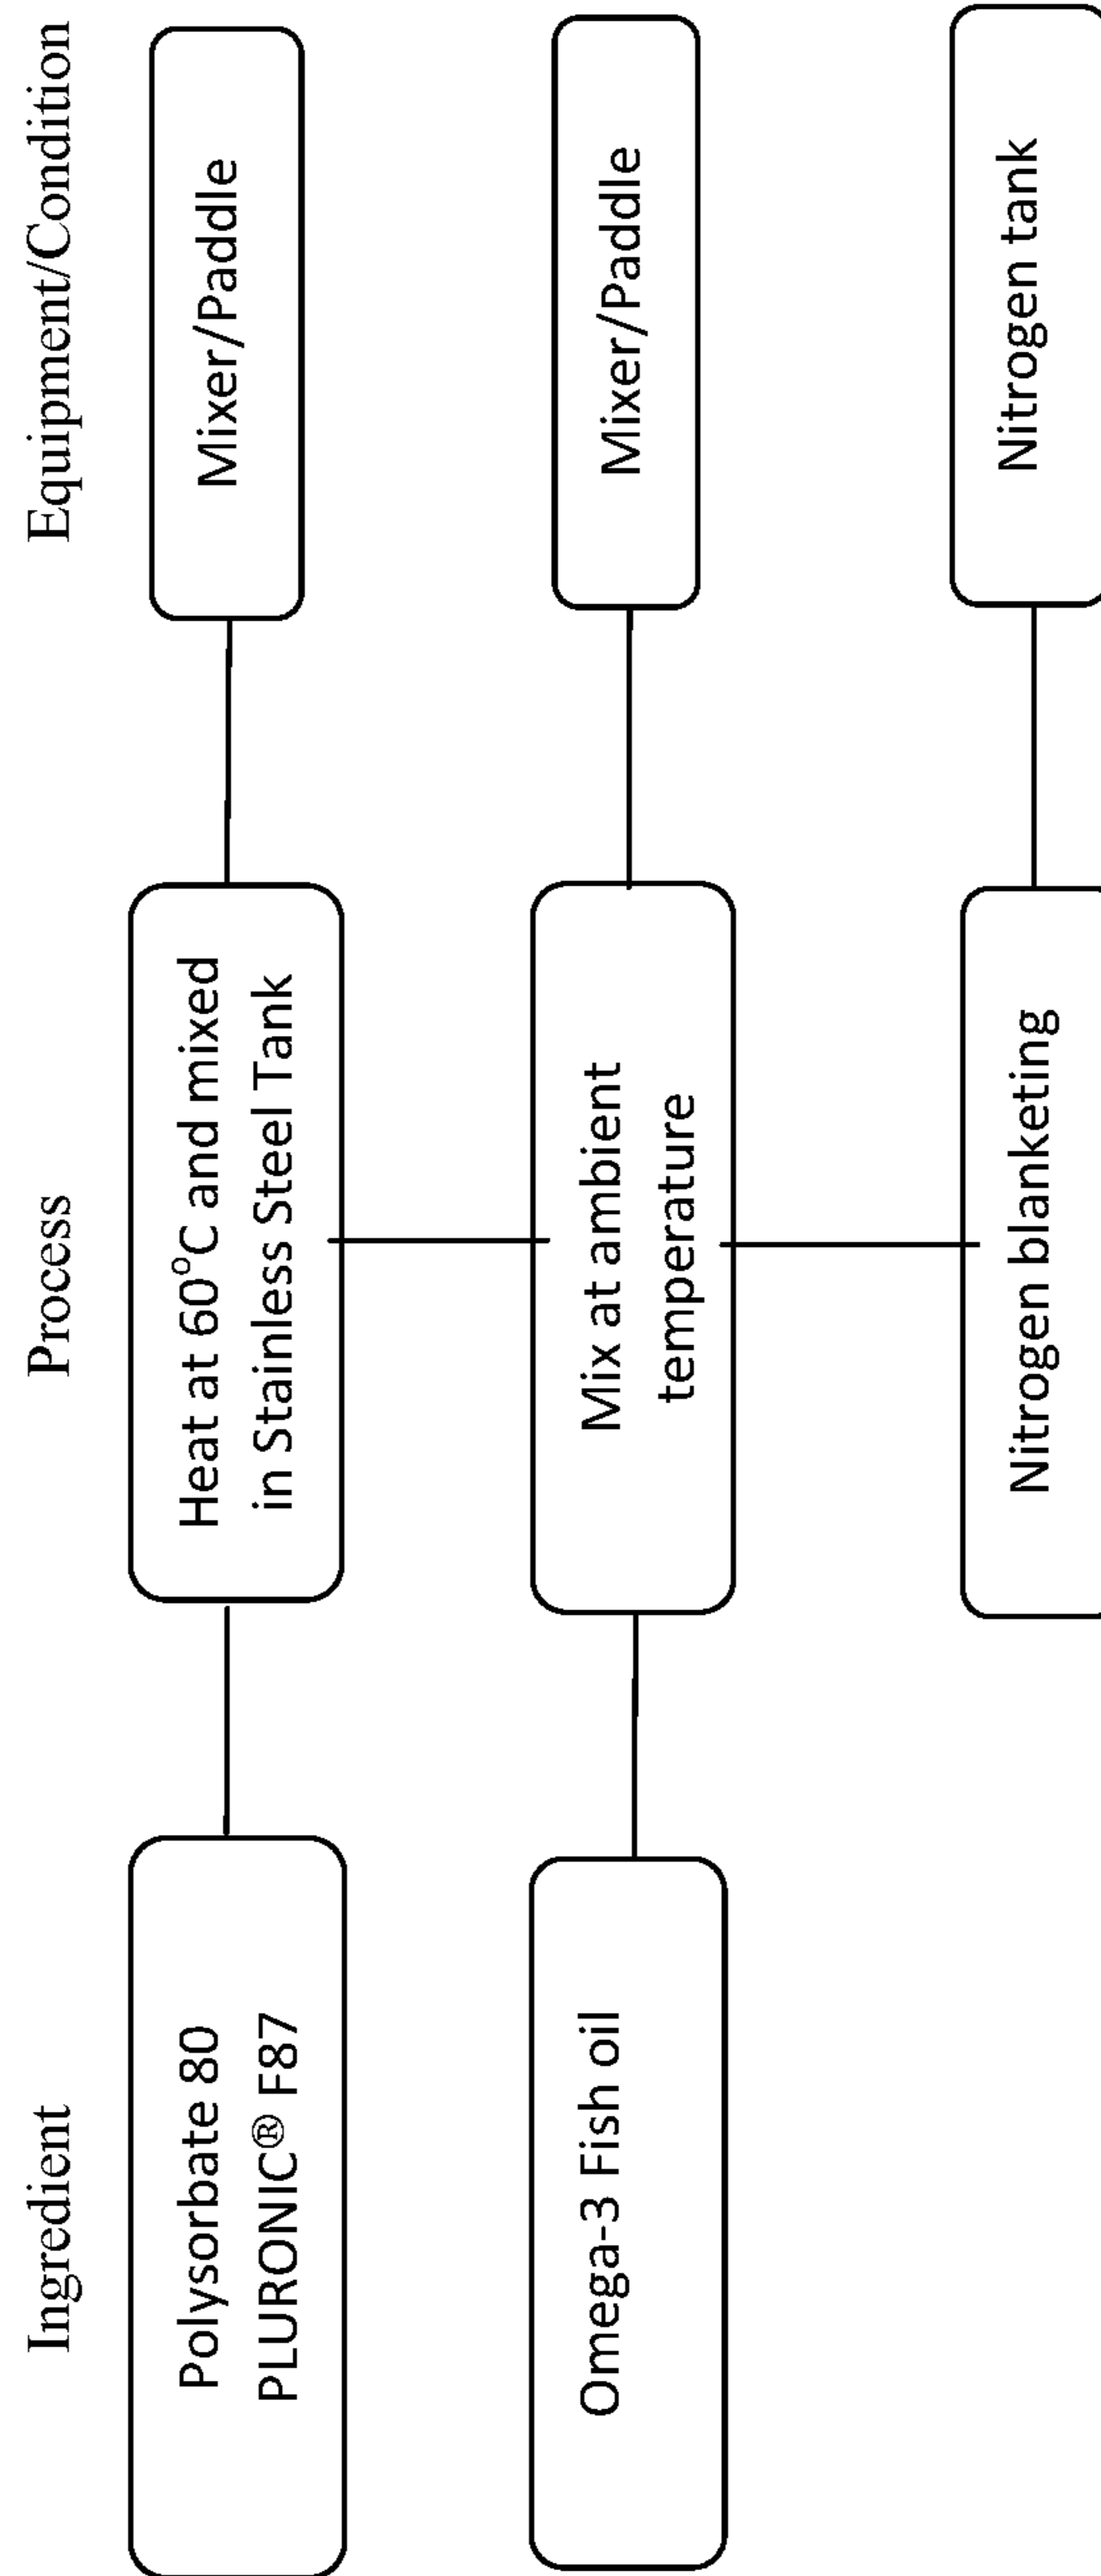 Ingredient
Process
Equipment/Condition
Polysorbate 80
PLURONIC® F87
Heat at 60°C and mixed
in Stainless Steel Tank
Mixer/Paddle
Omega-3 Fish oil
Mix at ambient
temperature
Mixer/Paddle
Nitrogen blanketing
Nitrogen tank